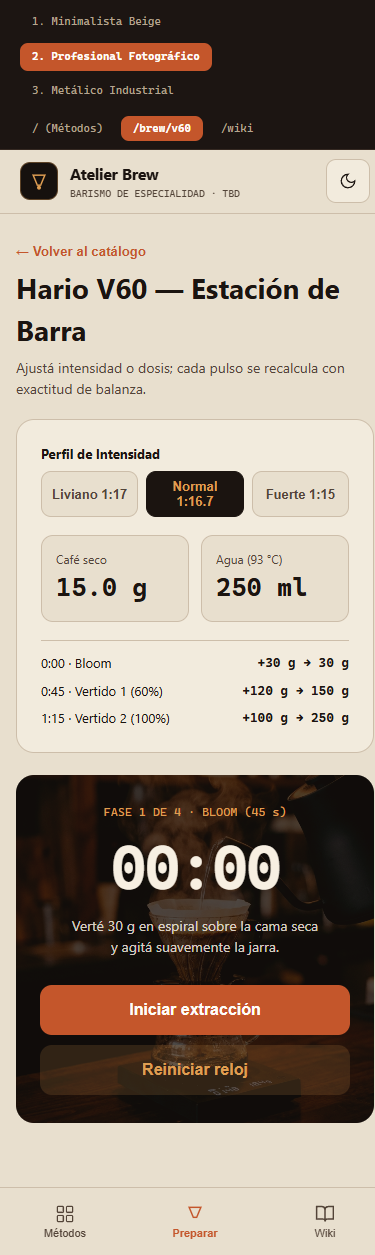 1. Minimalista Beige
2. Profesional Fotográfico
3. Metálico Industrial
/ (Métodos) /brew/v60 /wiki
Atelier Brew
BARISMO DE ESPECIALIDAD · TBD
← Volver al catálogo
Hario V60 — Estación de
Barra
Ajustá intensidad o dosis; cada pulso se recalcula con
exactitud de balanza.
Perfil de Intensidad
Liviano 1:17
Normal
1:16.7
Fuerte 1:15
Café seco
15.0 g
Agua (93 °C)
250 ml
0:00 · Bloom +30 g → 30 g
0:45 · Vertido 1 (60%) +120 g → 150 g
1:15 · Vertido 2 (100%) +100 g → 250 g
FASE 1 DE 4 · BLOOM (45 s)
00:00
Verté 30 g en espiral sobre la cama seca
y agitá suavemente la jarra.
Iniciar extracción
Reiniciar reloj
Métodos Preparar Wiki